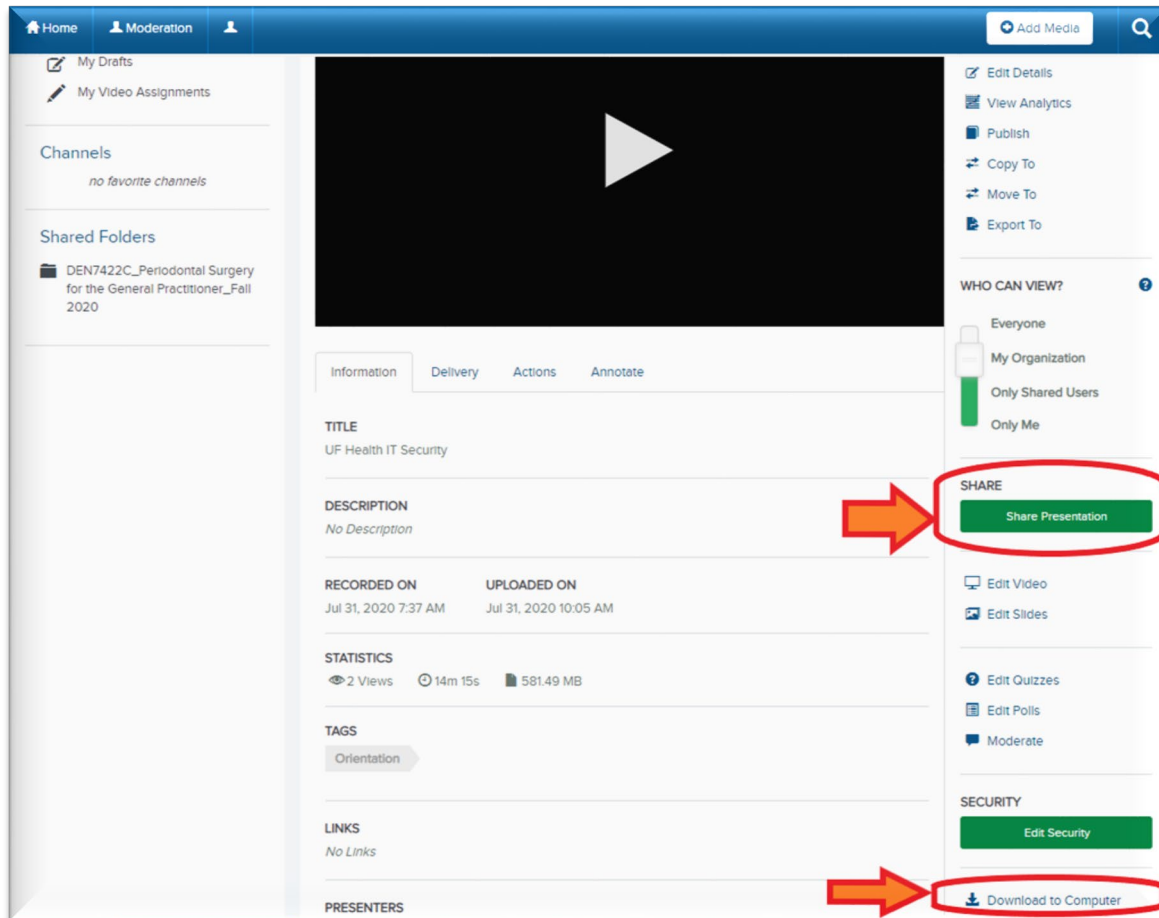 Home
Moderation
Add Media
My Drafts
My Video Assignments
Channels
no favorite channels
Shared Folders
DEN7422C_Periodontal Surgery
for the General Practitioner_Fall
2020
Information Delivery Actions Annotate
TITLE
UF Health IT Security
DESCRIPTION
No Description
RECORDED ON UPLOADED ON
Jul 31, 2020 7:37 AM Jul 31, 2020 10:05 AM
STATISTICS
2 Views 14m 15s 581.49 MB
TAGS
Orientation
LINKS
No Links
PRESENTERS
Edit Details
View Analytics
Publish
Copy To
Move To
Export To
WHO CAN VIEW?
Everyone
My Organization
Only Shared Users
Only Me
SHARE
Share Presentation
Edit Video
Edit Slides
Edit Quizzes
Edit Polls
Moderate
SECURITY
Edit Security
Download to Computer